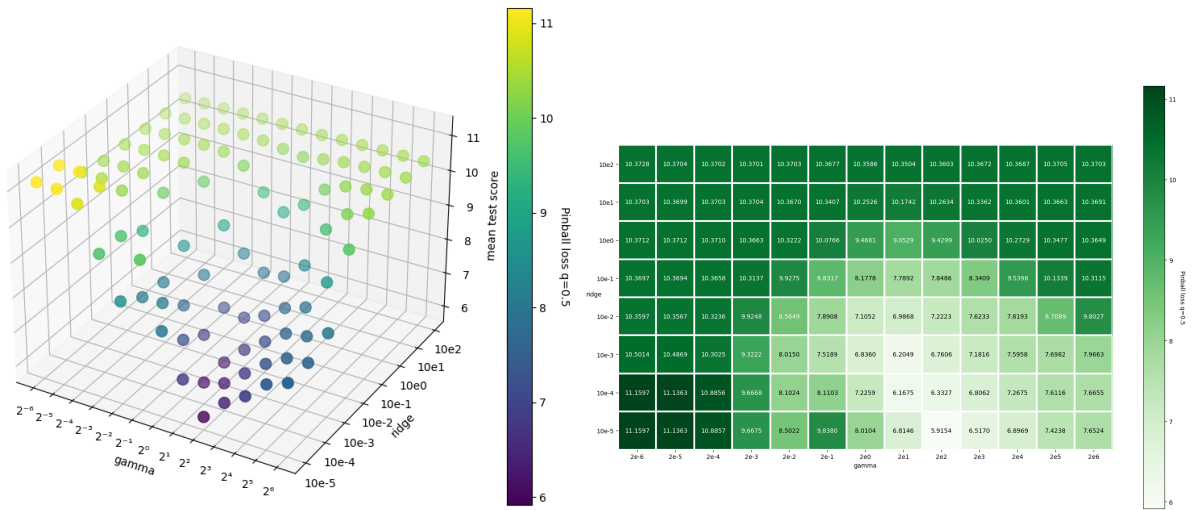 11
10
9
8
7
6
mean test score
2⁻⁶ 2⁻⁵ 2⁻⁴ 2⁻³ 2⁻² 2⁻¹ 2⁰ 2¹ 2² 2³ 2⁴ 2⁵ 2⁶
gamma
10e2
10e1
10e0
10e-1
10e-2
10e-3
10e-4
10e-5
ridge
11
10
9
8
7
6
Pinball loss q=0.5
10e2 10.3728 10.3704 10.3702 10.3701 10.3703 10.3677 10.3586 10.3504 10.3603 10.3672 10.3687 10.3705 10.3703
10e1 10.3703 10.3699 10.3703 10.3704 10.3670 10.3407 10.2526 10.1742 10.2634 10.3362 10.3601 10.3663 10.3691
10e0 10.3712 10.3712 10.3710 10.3663 10.3222 10.0766 9.4681 9.0529 9.4299 10.0250 10.2729 10.3477 10.3649
10e-1 10.3697 10.3694 10.3658 10.3137 9.9275 8.8317 8.1778 7.7892 7.8486 8.3409 9.5398 10.1339 10.3115
ridge
10e-2 10.3597 10.3567 10.3236 9.9248 8.5649 7.8908 7.1052 6.9868 7.2223 7.6233 7.8193 8.7089 9.8027
10e-3 10.5014 10.4869 10.3025 9.3222 8.0150 7.5189 6.8360 6.2049 6.7606 7.1816 7.5958 7.6982 7.9663
10e-4 11.1597 11.1363 10.8856 9.6668 8.1024 8.1103 7.2259 6.1675 6.3327 6.8062 7.2675 7.6116 7.6655
10e-5 11.1597 11.1363 10.8857 9.6675 8.5022 9.8380 8.0104 6.8146 5.9154 6.5170 6.8969 7.4238 7.6524
2e-6 2e-5 2e-4 2e-3 2e-2 2e-1 2e0 2e1 2e2 2e3 2e4 2e5 2e6
gamma
11
10
9
8
7
6
Pinball loss q=0.5